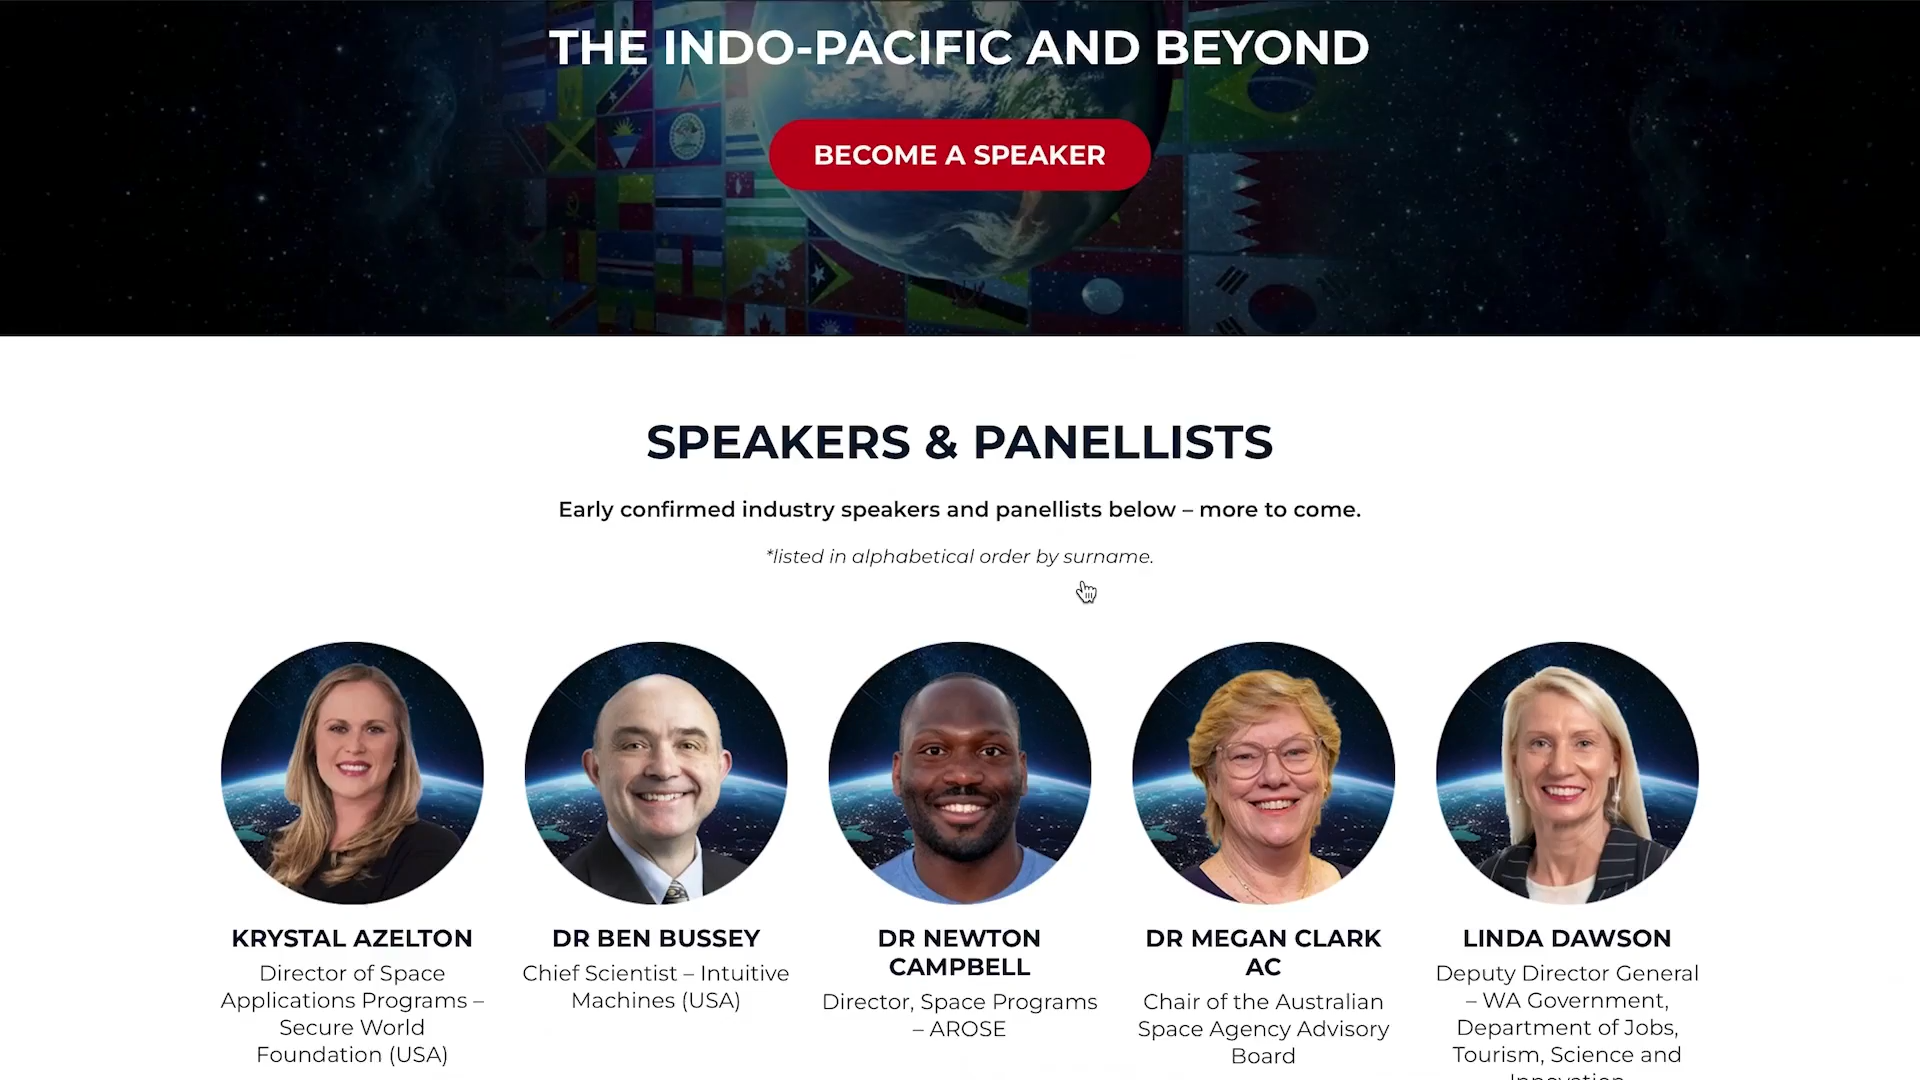 THE INDO-PACIFIC AND BEYOND
BECOME A SPEAKER
SPEAKERS & PANELLISTS
Early confirmed industry speakers and panellists below – more to come.
*listed in alphabetical order by surname.
KRYSTAL AZELTON
Director of Space
Applications Programs –
Secure World
Foundation (USA)
DR BEN BUSSEY
Chief Scientist – Intuitive
Machines (USA)
DR NEWTON
CAMPBELL
Director, Space Programs
– AROSE
DR MEGAN CLARK
AC
Chair of the Australian
Space Agency Advisory
Board
LINDA DAWSON
Deputy Director General
– WA Government,
Department of Jobs,
Tourism, Science and